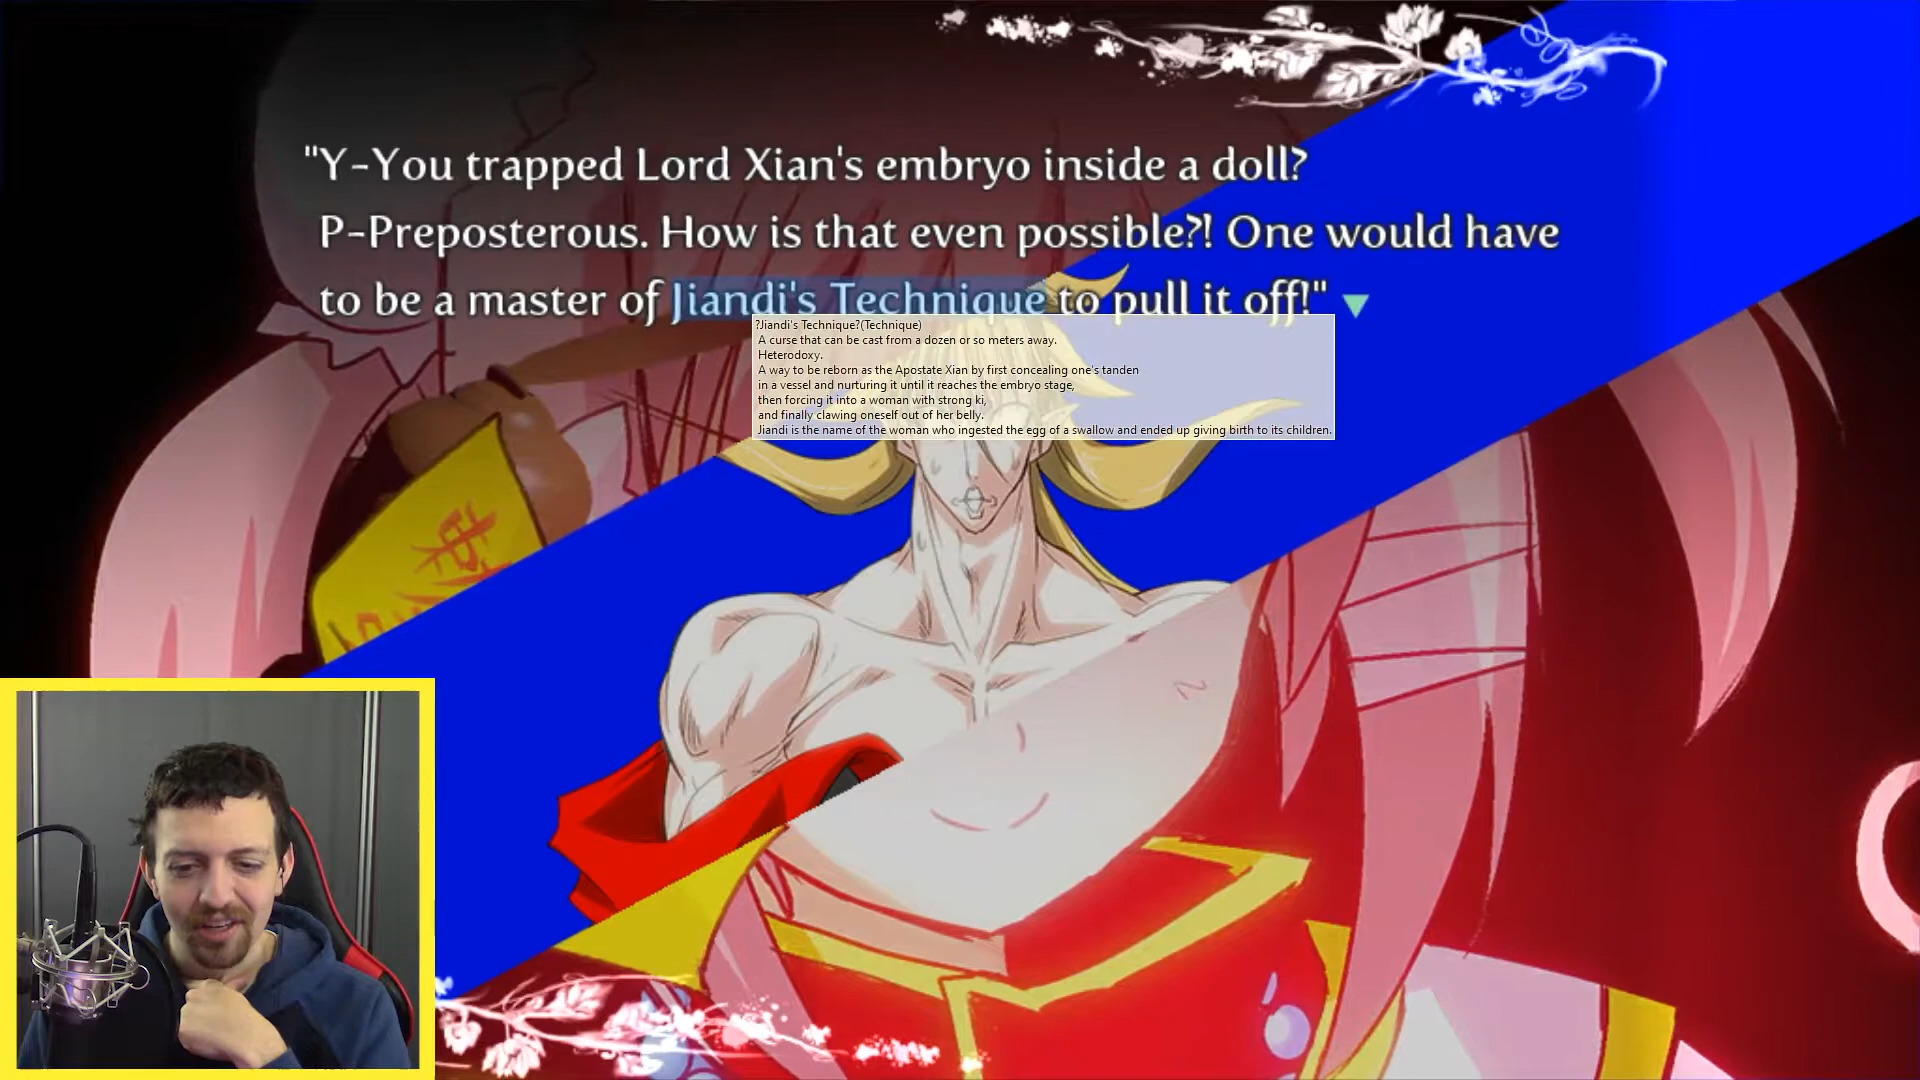 "Y-You trapped Lord Xian's embryo inside a doll?
P-Preposterous. How is that even possible?! One would have
to be a master of Jiandi's Technique to pull it off!"
?Jiandi's Technique?(Technique)
A curse that can be cast from a dozen or so meters away.
Heterodoxy.
A way to be reborn as the Apostate Xian by first concealing one's tanden
in a vessel and nurturing it until it reaches the embryo stage,
then forcing it into a woman with strong ki,
and finally clawing oneself out of her belly.
Jiandi is the name of the woman who ingested the egg of a swallow and ended up giving birth to its children.